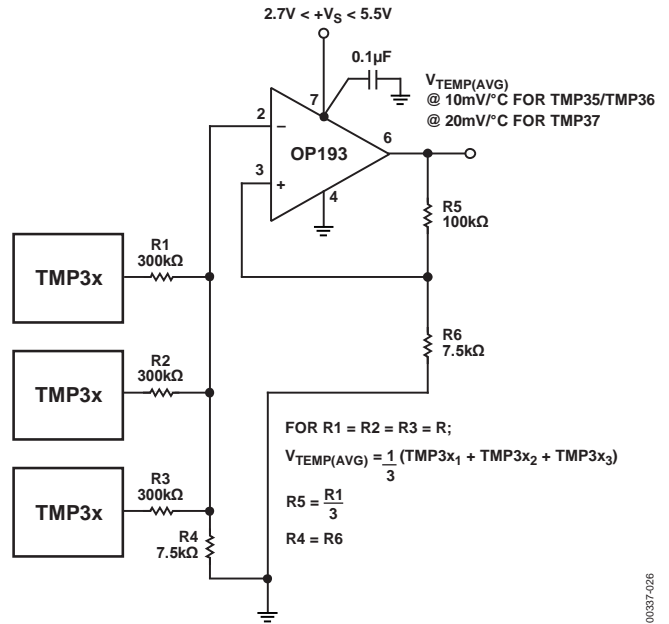 2.7V < +VS < 5.5V
0.1µF
VTEMP(AVG)
@ 10mV/°C FOR TMP35/TMP36
@ 20mV/°C FOR TMP37
7
2
–
OP193
6
3
+
4
R5
100kΩ
R1
300kΩ
TMP3x
R6
7.5kΩ
R2
300kΩ
TMP3x
FOR R1 = R2 = R3 = R;
VTEMP(AVG) = 1/3 (TMP3x1 + TMP3x2 + TMP3x3)
R3
300kΩ
TMP3x
R5 = R1/3
R4
7.5kΩ
R4 = R6
00337-026